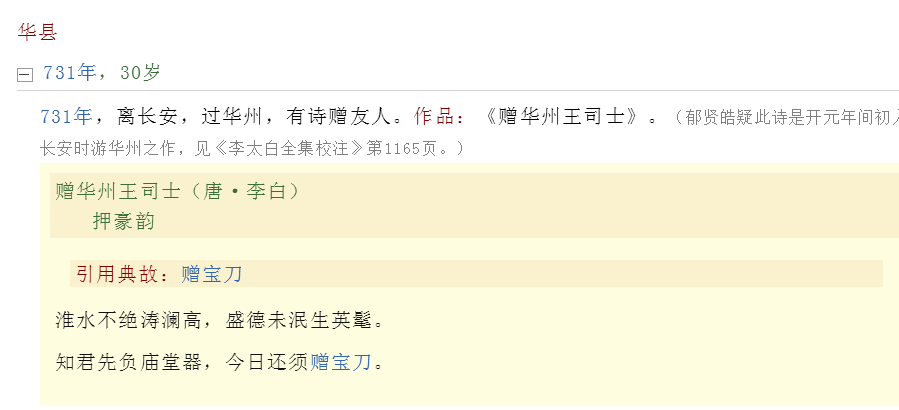 华县
731年，30岁
731年，离长安，过华州，有诗赠友人。作品：《赠华州王司士》。（郁贤皓疑此诗是开元年间初入
长安时游华州之作，见《李太白全集校注》第1165页。）
赠华州王司士（唐·李白）
押豪韵
引用典故：赠宝刀
淮水不绝涛澜高，盛德未泯生英髦。
知君先负庙堂器，今日还须赠宝刀。